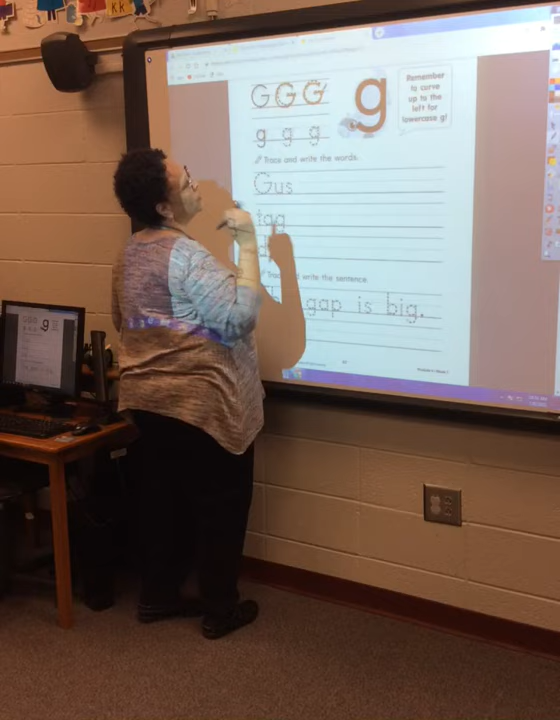 G G G
g
Remember
to curve
up to the
left for
lowercase g!
g g g
Trace and write the words.
Gus
tag
d
and write the sentence.
gap is big.